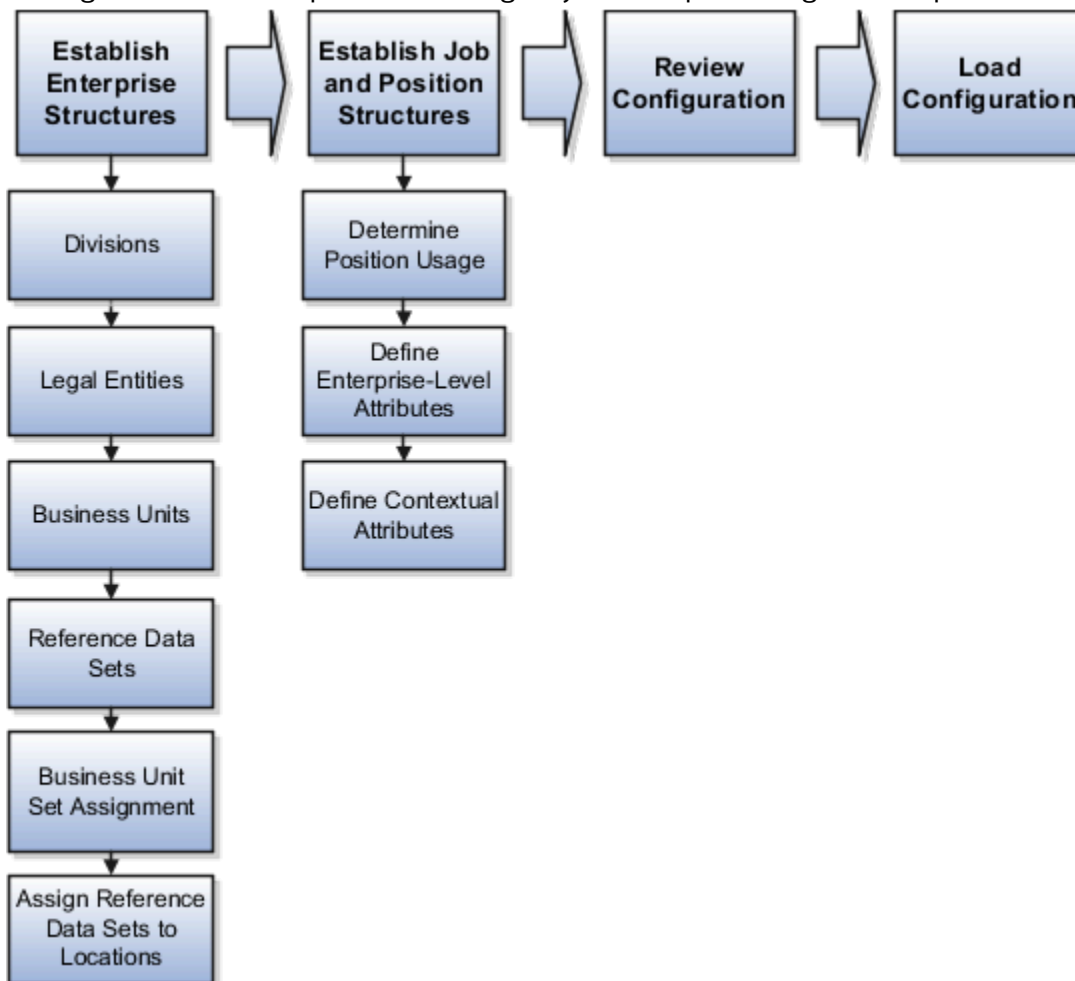 Establish
Enterprise
Structures
Establish Job
and Position
Structures
Review
Configuration
Load
Configuration
Divisions
Legal Entities
Business Units
Reference Data
Sets
Business Unit
Set Assignment
Assign Reference
Data Sets to
Locations
Determine
Position Usage
Define
Enterprise-Level
Attributes
Define Contextual
Attributes